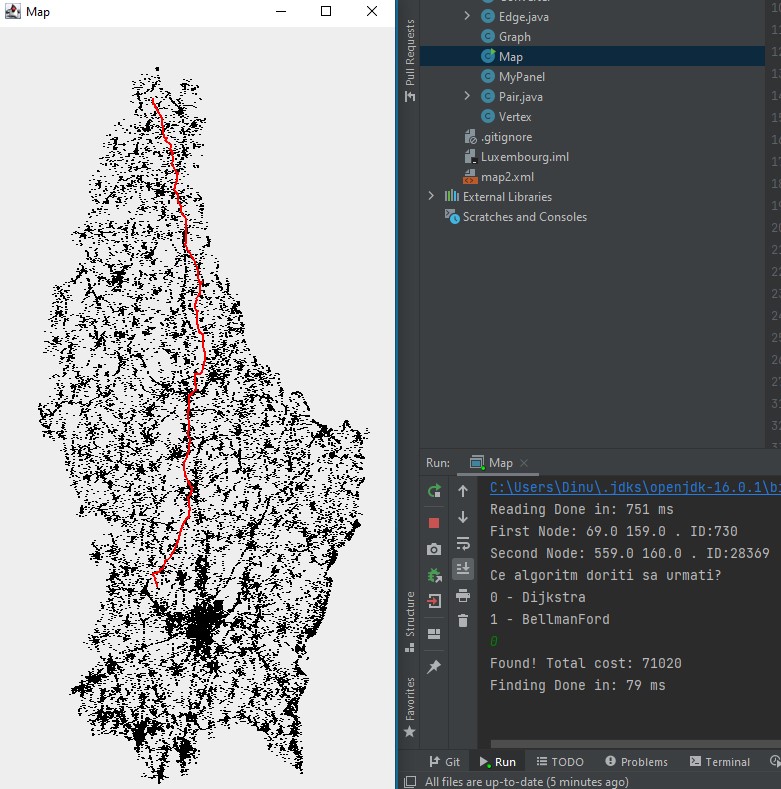 Map
Pull Requests
Edge.java
Graph
Map
MyPanel
Pair.java
Vertex
.gitignore
Luxembourg.iml
map2.xml
External Libraries
Scratches and Consoles
Run:
Map
Structure
Favorites
C:\Users\Dinu\.jdks\openjdk-16.0.1\bi
Reading Done in: 751 ms
First Node: 69.0 159.0 . ID:730
Second Node: 559.0 160.0 . ID:28369
Ce algoritm doriti sa urmati?
0 - Dijkstra
1 - BellmanFord
0
Found! Total cost: 71020
Finding Done in: 79 ms
Git
Run
TODO
Problems
Terminal
All files are up-to-date (5 minutes ago)